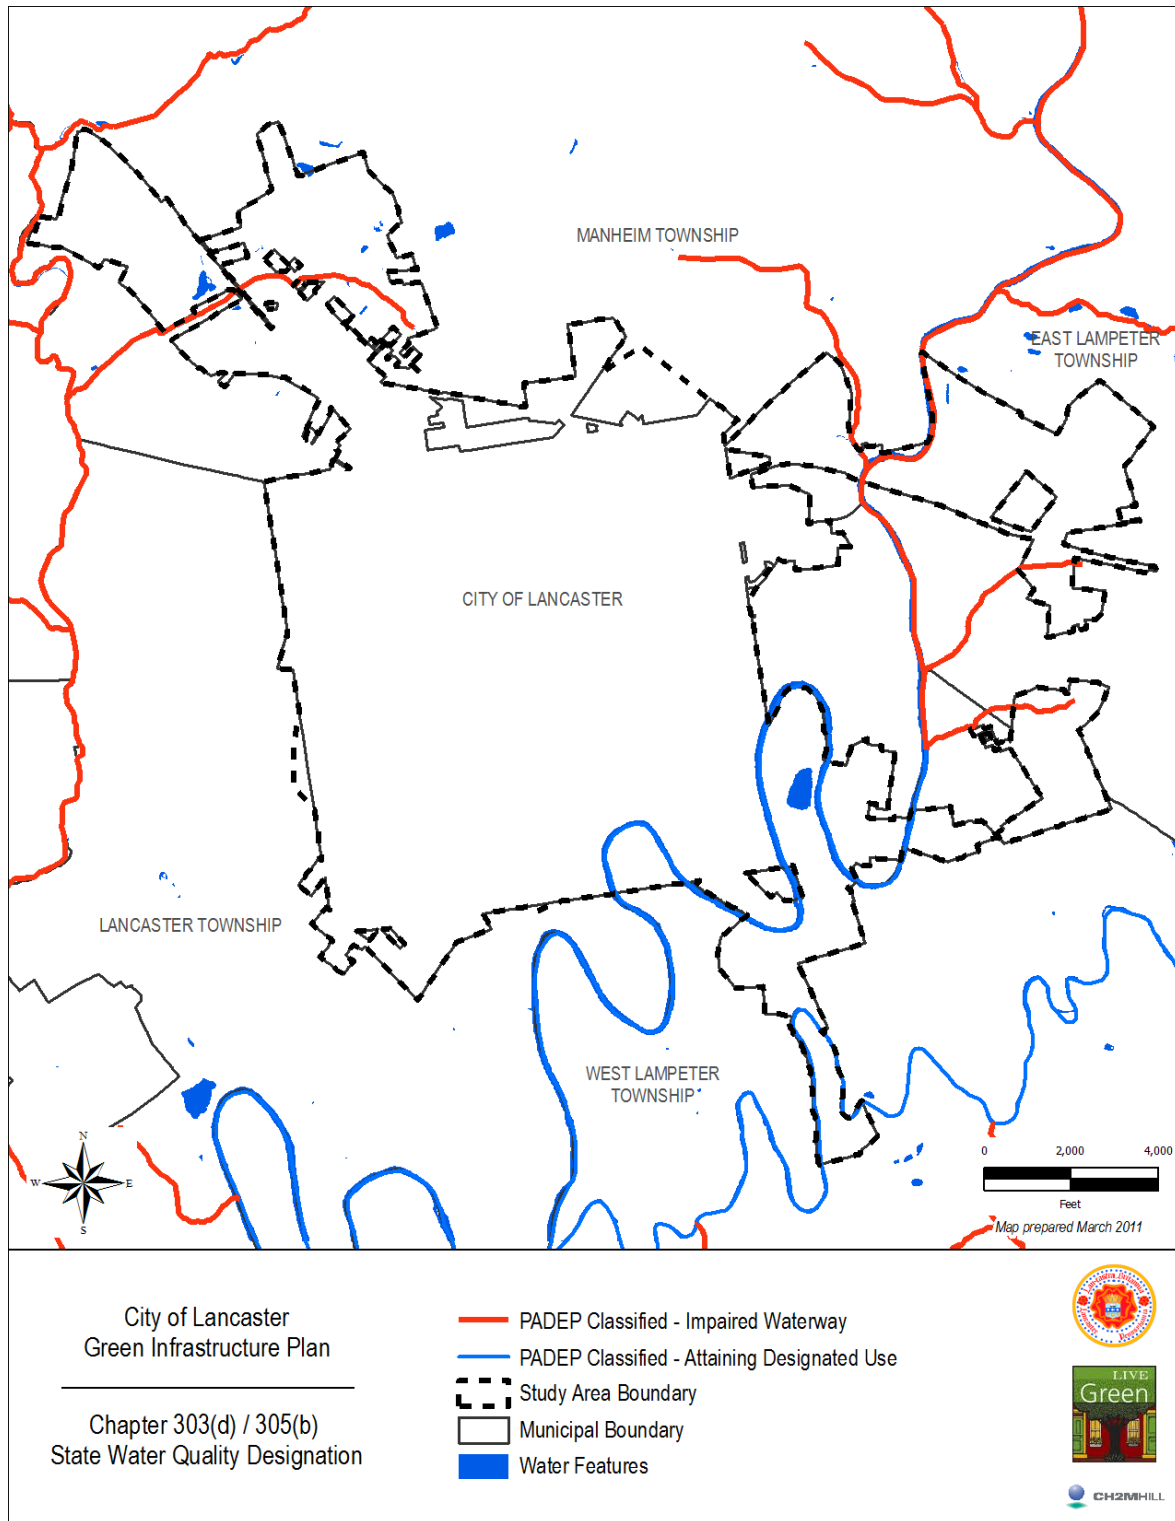 MANHEIM TOWNSHIP
EAST LAMPETER
TOWNSHIP
CITY OF LANCASTER
LANCASTER TOWNSHIP
WEST LAMPETER
TOWNSHIP
N
W E
S
0 2,000 4,000
Feet
Map prepared March 2011
City of Lancaster
Green Infrastructure Plan
Chapter 303(d) / 305(b)
State Water Quality Designation
PADEP Classified - Impaired Waterway
PADEP Classified - Attaining Designated Use
Study Area Boundary
Municipal Boundary
Water Features
LIVE
Green
CH2MHILL